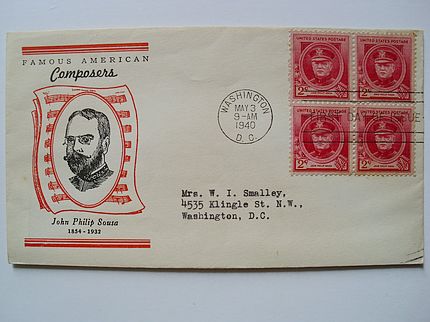 FAMOUS AMERICAN
Composers
John Philip Sousa
1854 - 1932
WASHINGTON
MAY 3
9-AM
1940
D. C.
UNITED STATES POSTAGE
2¢
UNITED STATES POSTAGE
2¢
UNITED STATES POSTAGE
2¢
UNITED STATES POSTAGE
2¢
Mrs. W. I. Smalley,
4535 Klingle St. N.W.,
Washington, D.C.